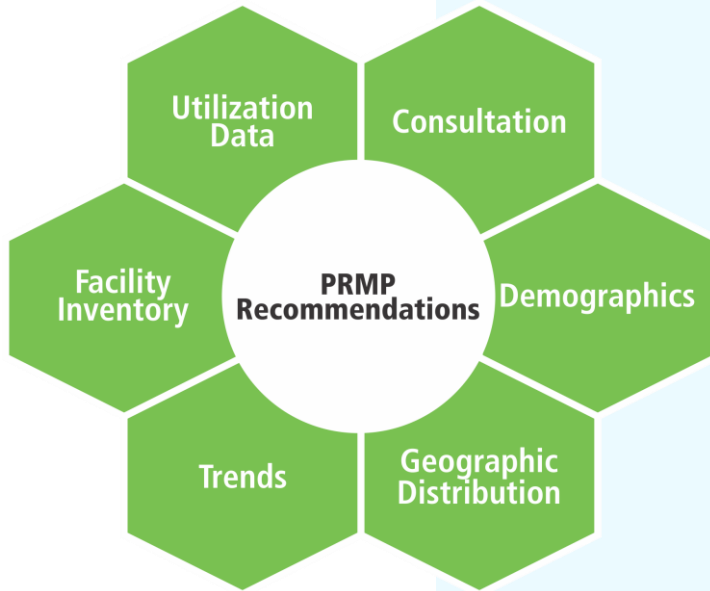 Utilization
Data
Consultation
Facility
Inventory
PRMP
Recommendations
Demographics
Trends
Geographic
Distribution